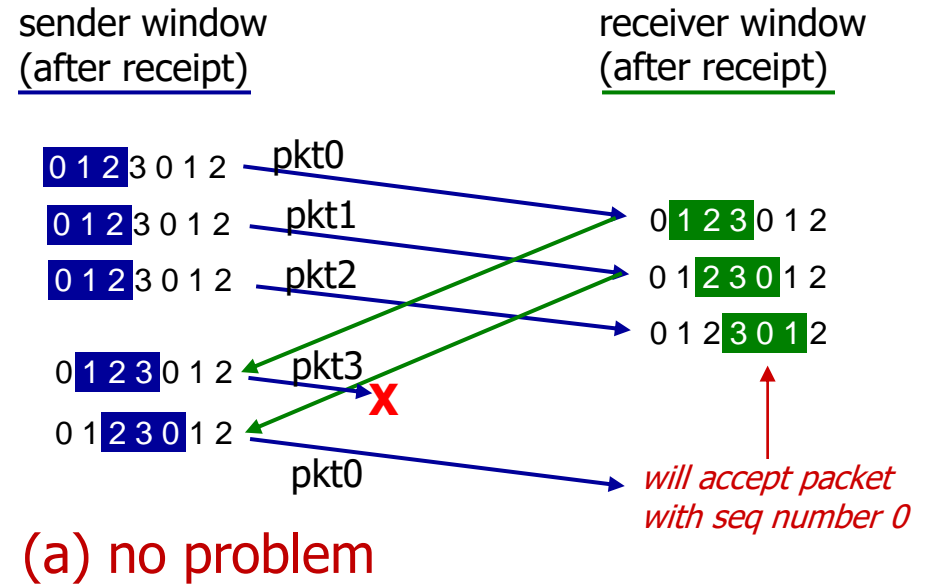 sender window
(after receipt)
receiver window
(after receipt)
0 1 2 3 0 1 2
pkt0
0 1 2 3 0 1 2
pkt1
0 1 2 3 0 1 2
0 1 2 3 0 1 2
pkt2
0 1 2 3 0 1 2
0 1 2 3 0 1 2
0 1 2 3 0 1 2
pkt3
X
0 1 2 3 0 1 2
pkt0
will accept packet
with seq number 0
(a) no problem